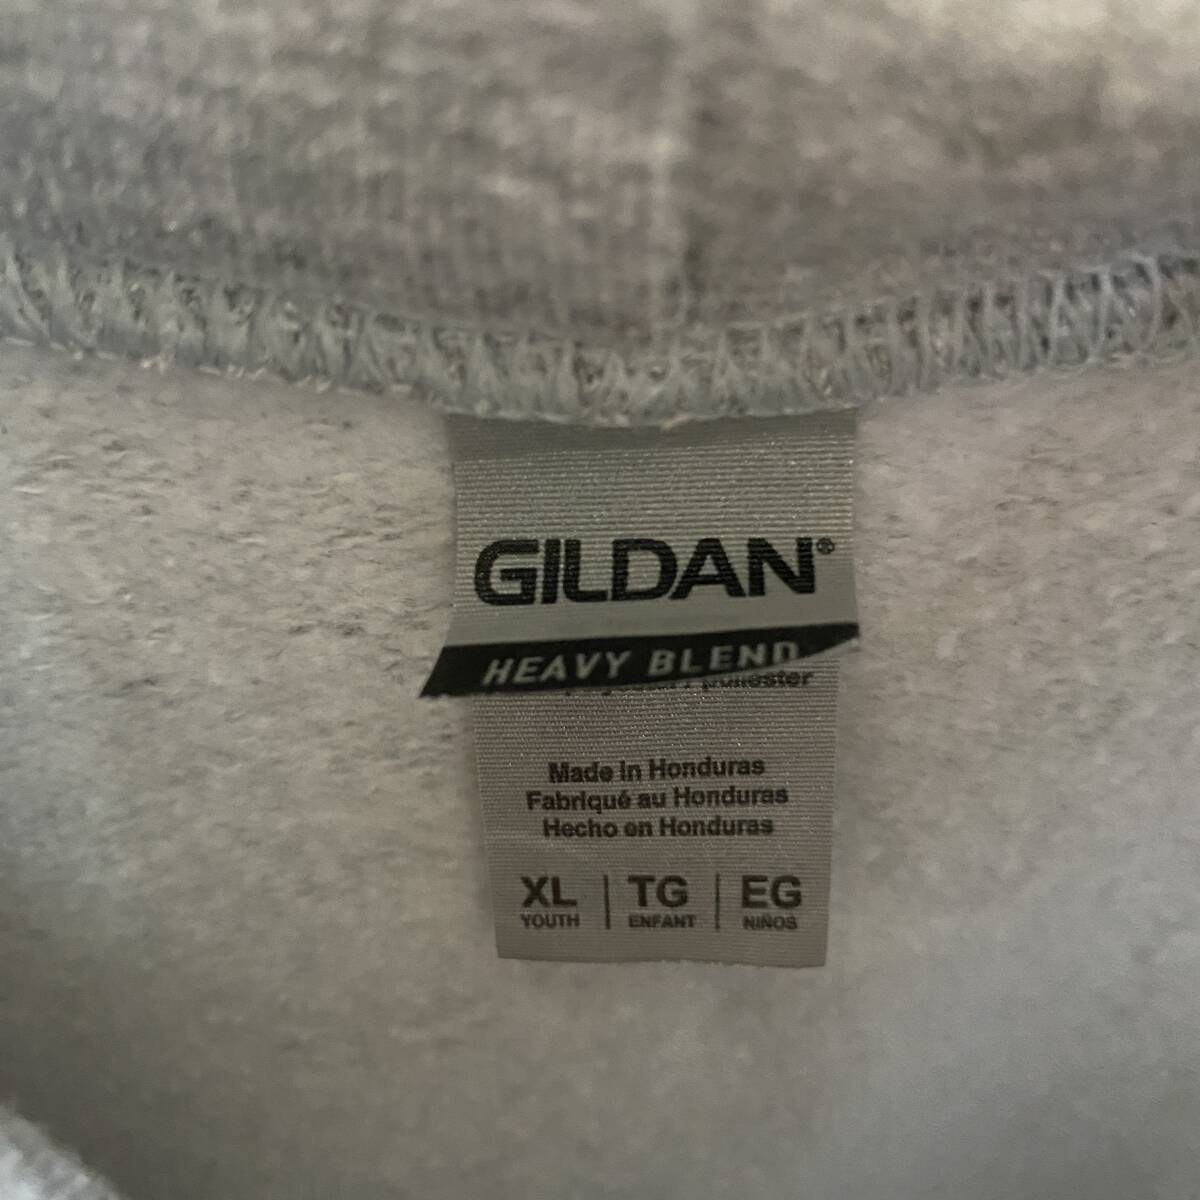 GILDAN®
HEAVY BLEND
Made in Honduras
Fabriqué au Honduras
Hecho en Honduras
XL | TG | EG
YOUTH ENFANT NIÑOS